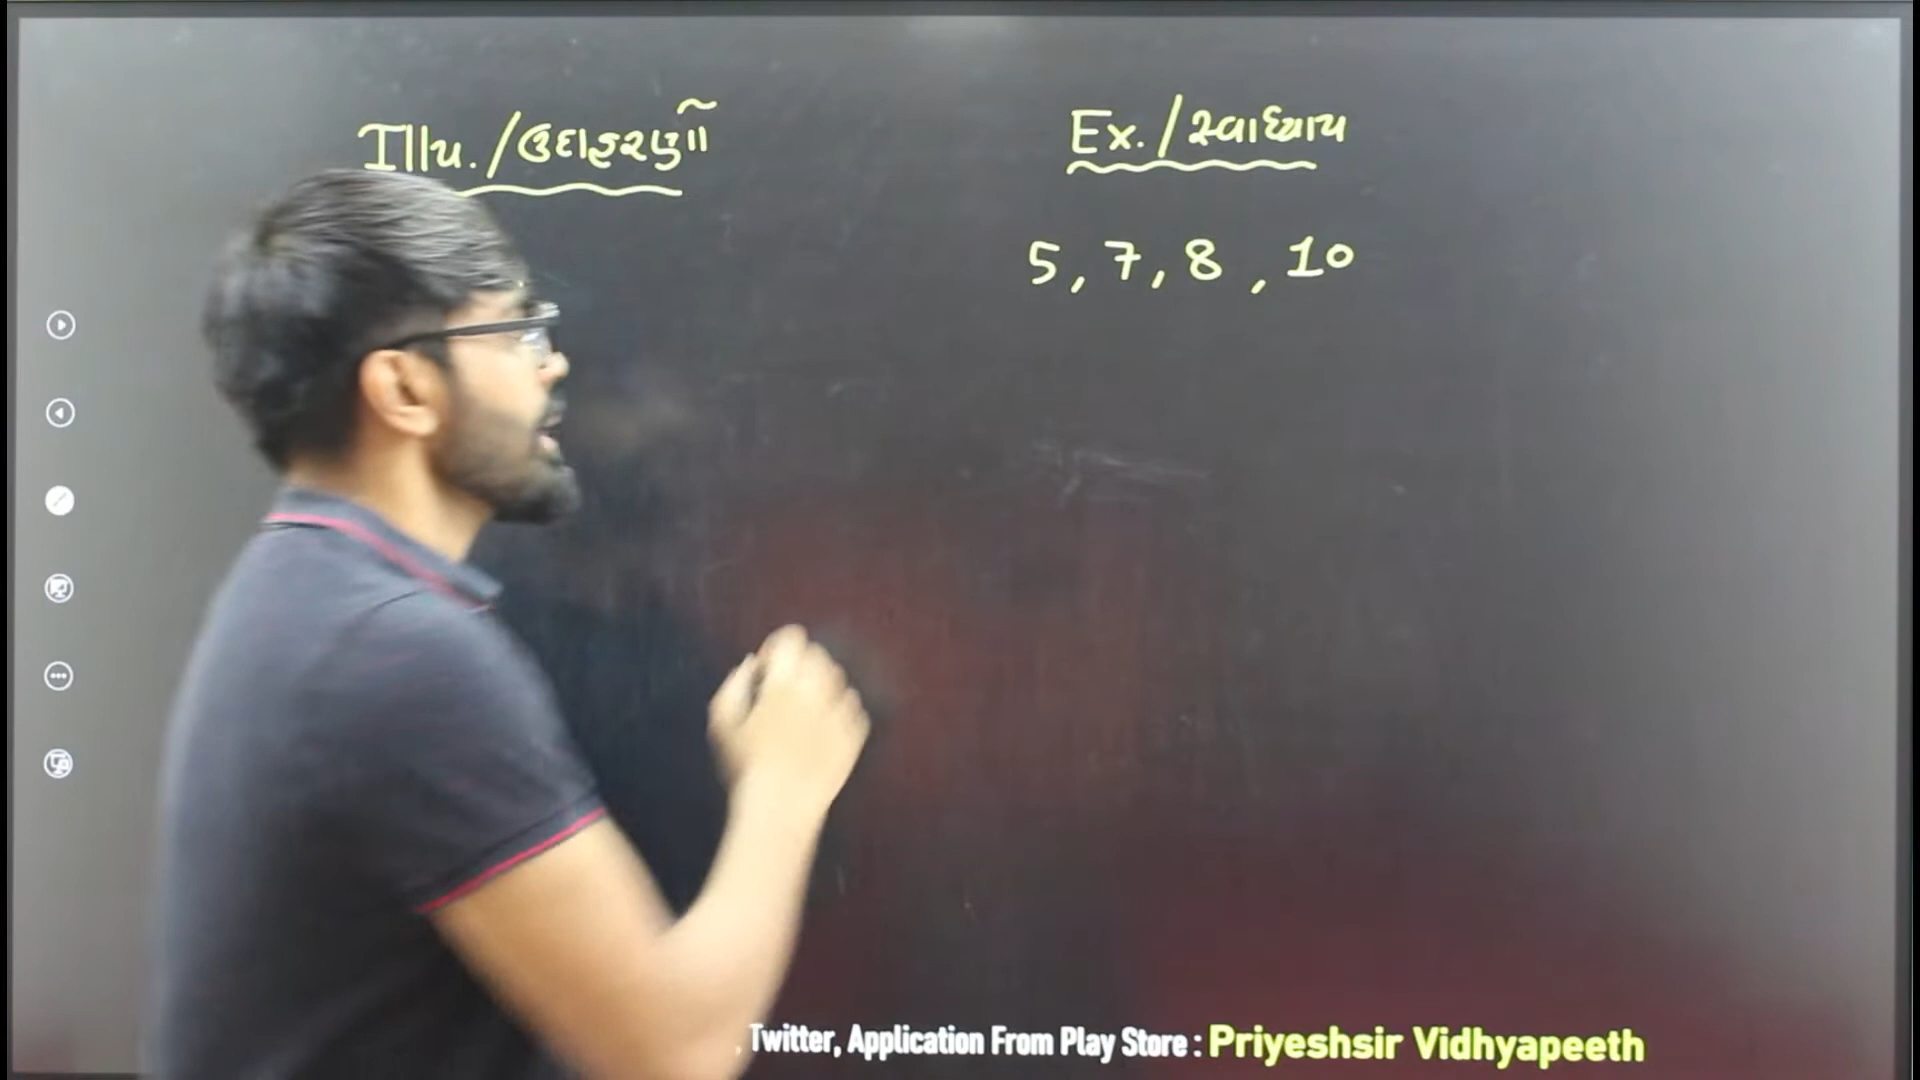 Illu. / ઉદાહરણૉ
Ex. / સ્વાધ્યાય
5, 7, 8 , 10
Twitter, Application From Play Store : Priyeshsir Vidhyapeeth